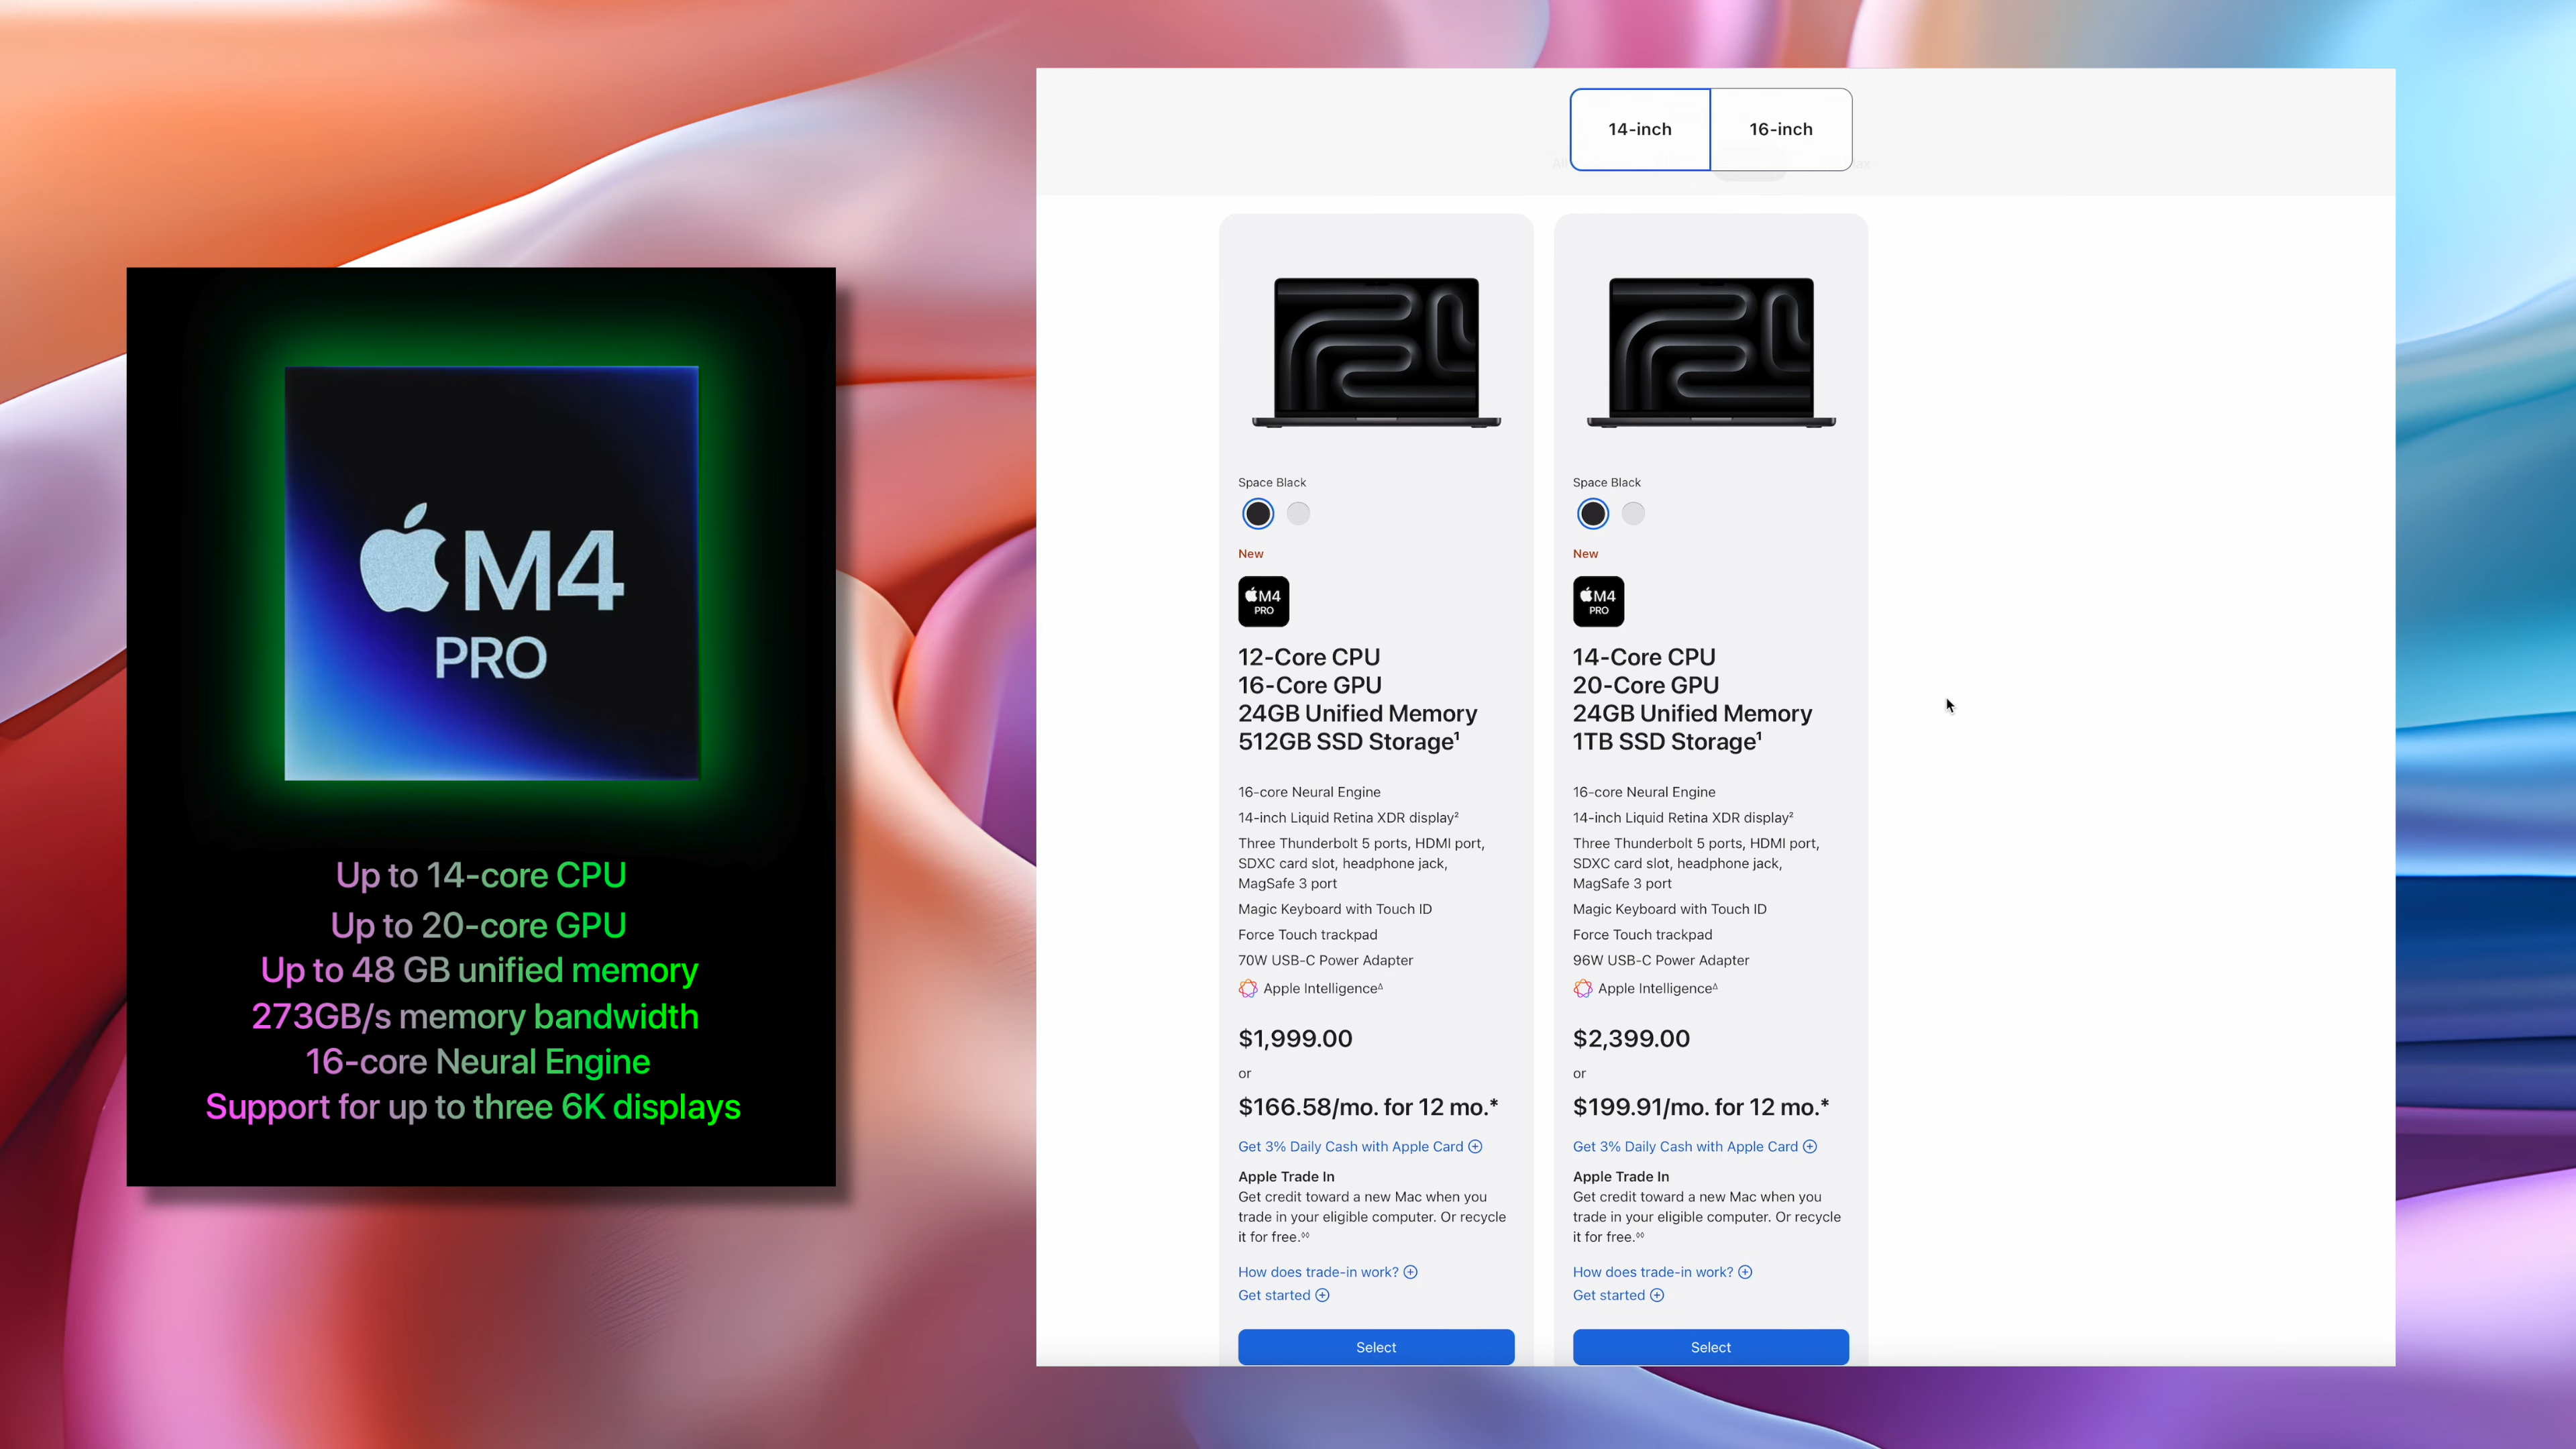 M4
PRO
Up to 14-core CPU
Up to 20-core GPU
Up to 48 GB unified memory
273GB/s memory bandwidth
16-core Neural Engine
Support for up to three 6K displays
14-inch
16-inch
Space Black
New
M4
PRO
12-Core CPU
16-Core GPU
24GB Unified Memory
512GB SSD Storage¹
16-core Neural Engine
14-inch Liquid Retina XDR display²
Three Thunderbolt 5 ports, HDMI port,
SDXC card slot, headphone jack,
MagSafe 3 port
Magic Keyboard with Touch ID
Force Touch trackpad
70W USB-C Power Adapter
Apple Intelligence∆
$1,999.00
or
$166.58/mo. for 12 mo.*
Get 3% Daily Cash with Apple Card
Apple Trade In
Get credit toward a new Mac when you
trade in your eligible computer. Or recycle
it for free.◊◊
How does trade-in work?
Get started
Select
Space Black
New
M4
PRO
14-Core CPU
20-Core GPU
24GB Unified Memory
1TB SSD Storage¹
16-core Neural Engine
14-inch Liquid Retina XDR display²
Three Thunderbolt 5 ports, HDMI port,
SDXC card slot, headphone jack,
MagSafe 3 port
Magic Keyboard with Touch ID
Force Touch trackpad
96W USB-C Power Adapter
Apple Intelligence∆
$2,399.00
or
$199.91/mo. for 12 mo.*
Get 3% Daily Cash with Apple Card
Apple Trade In
Get credit toward a new Mac when you
trade in your eligible computer. Or recycle
it for free.◊◊
How does trade-in work?
Get started
Select